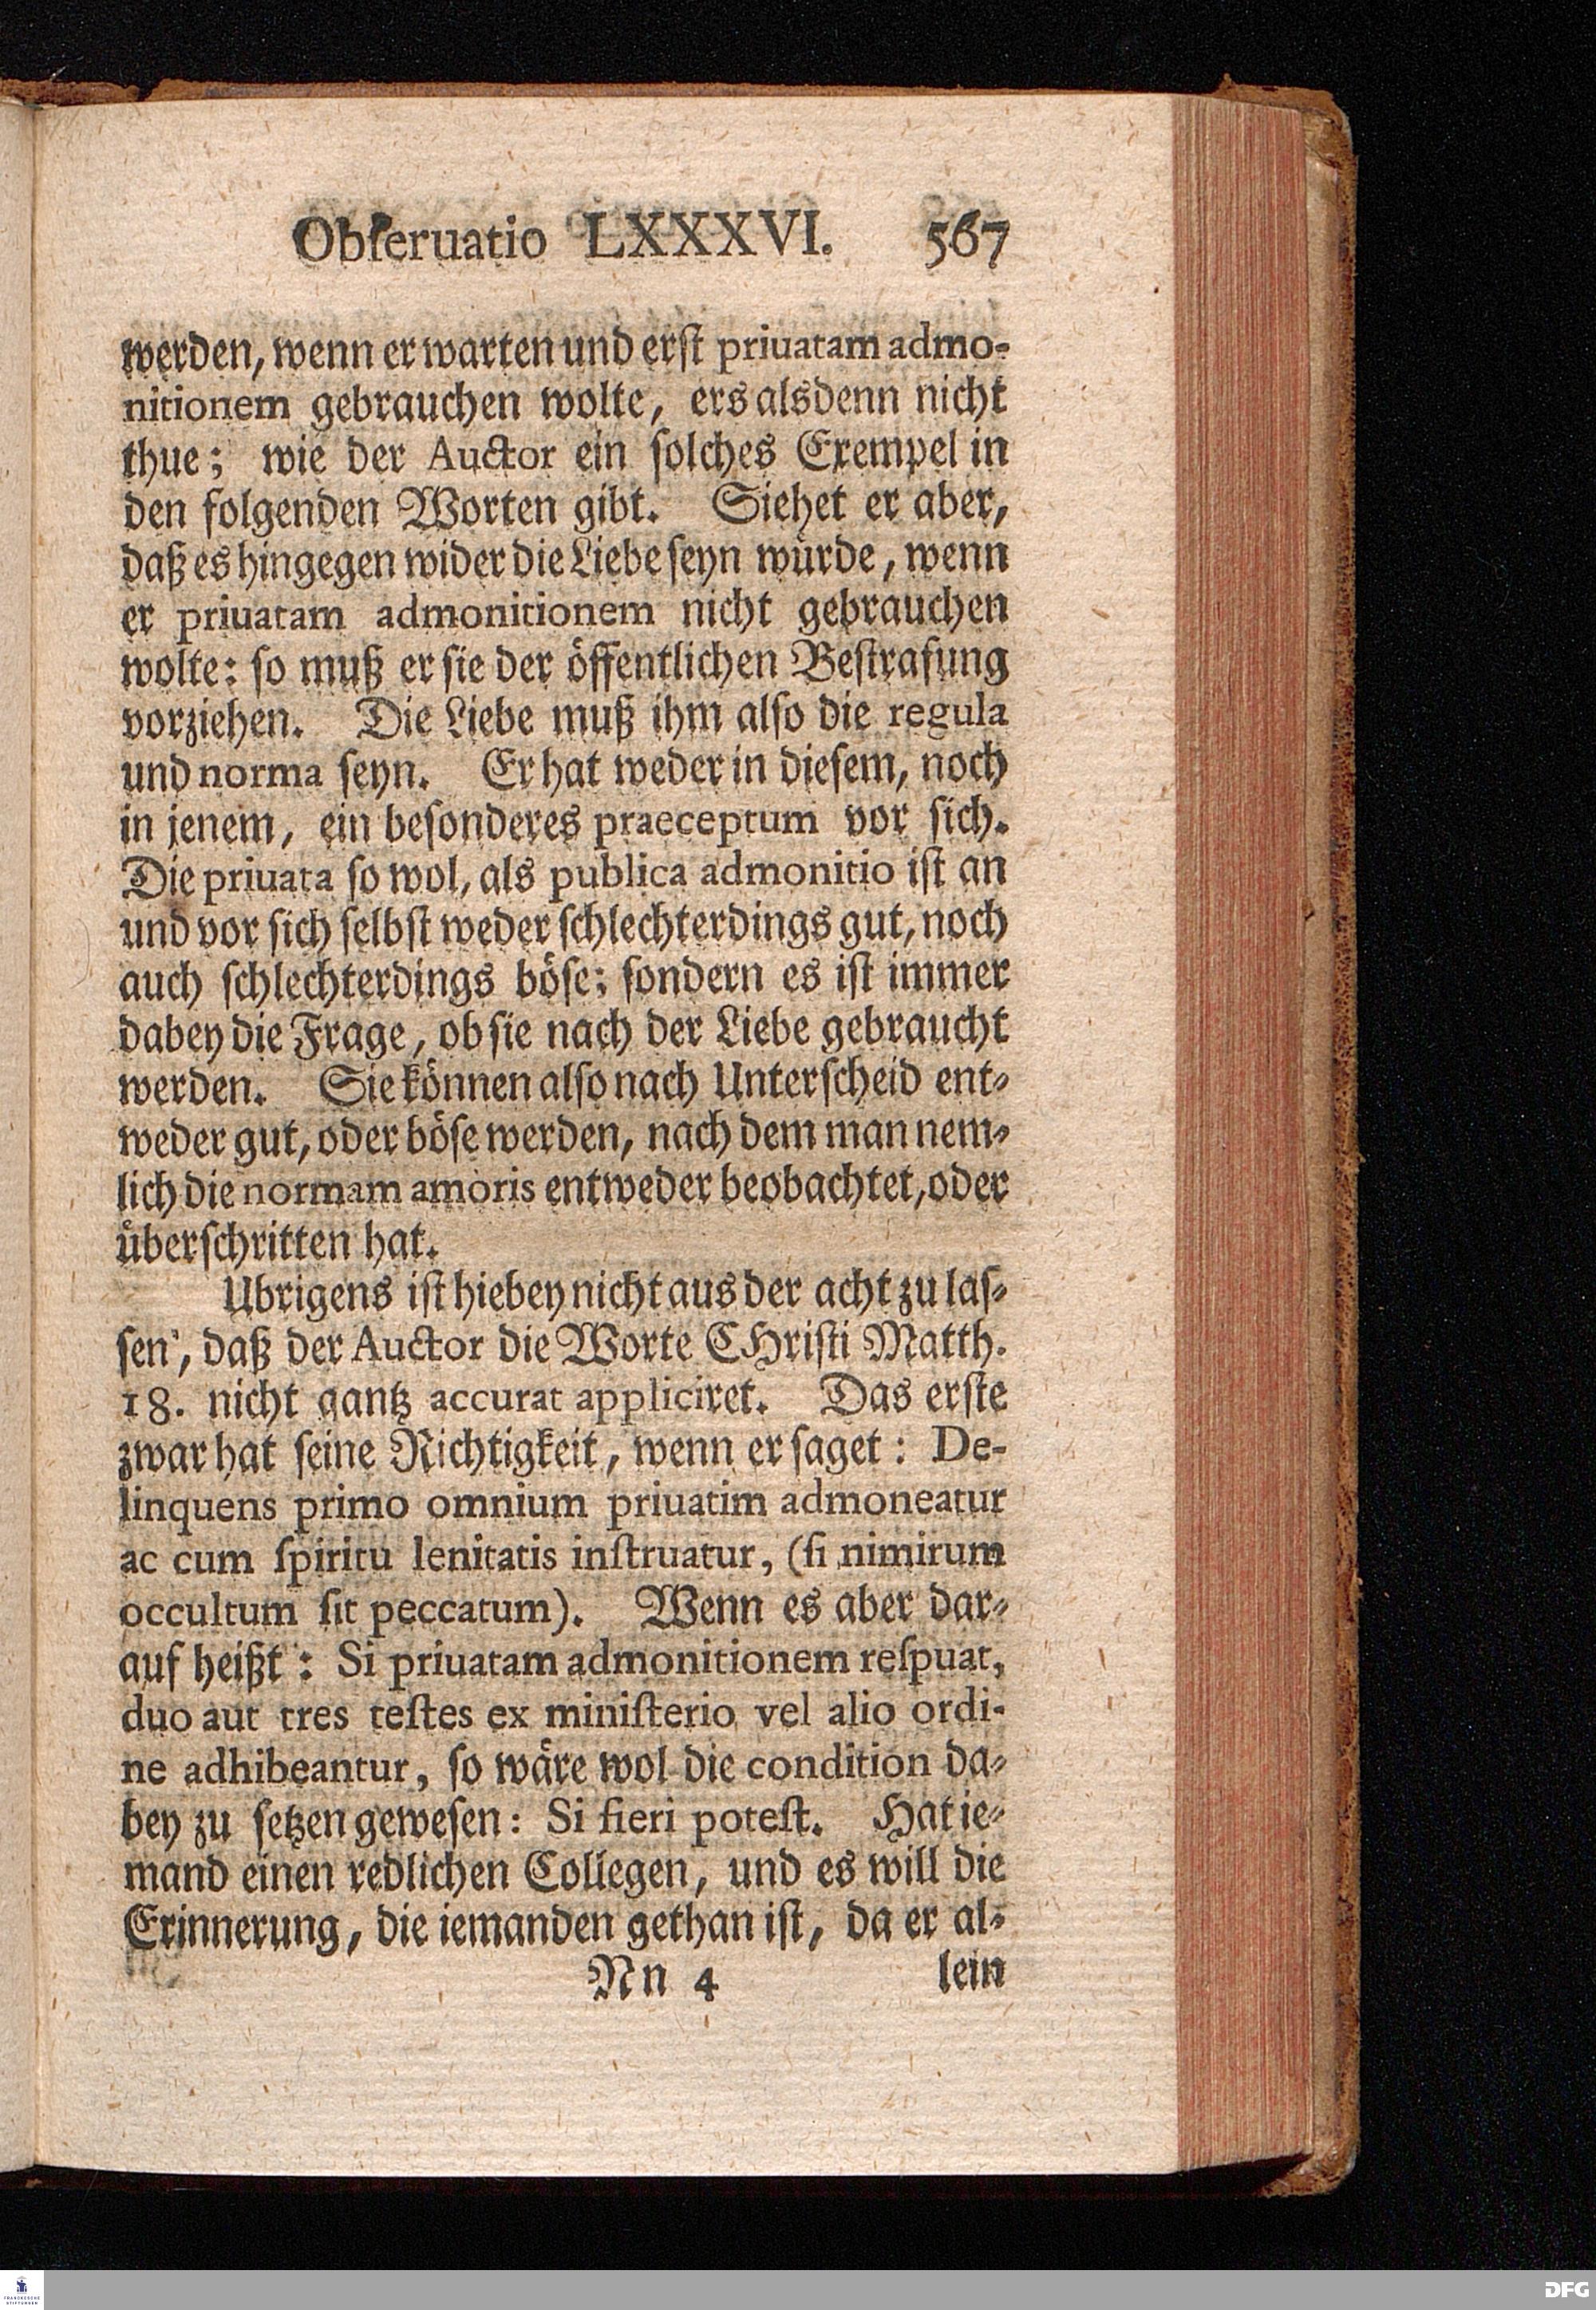 Obſeruatio LXXXVI. 567
werden, wenn er warten und erſt priuatam admo-
nitionem gebrauchen wolte, ers alsdenn nicht
thue; wie der Auctor ein ſolches Exempel in
den folgenden Worten gibt. Siehet er aber,
daß es hingegen wider die Liebe ſeyn würde, wenn
er priuatam admonitionem nicht gebrauchen
wolte: ſo muß er ſie der öffentlichen Beſtrafung
vorziehen. Die Liebe muß ihm alſo die regula
und norma ſeyn. Er hat weder in dieſem, noch
in jenem, ein beſonderes praeceptum vor ſich.
Die priuata ſo wol, als publica admonitio iſt an
und vor ſich ſelbſt weder ſchlechterdings gut, noch
auch ſchlechterdings böſe; ſondern es iſt immer
dabey die Frage, ob ſie nach der Liebe gebraucht
werden. Sie können alſo nach Unterſcheid ent-
weder gut, oder böſe werden, nach dem man nem-
lich die normam amoris entweder beobachtet, oder
überſchritten hat.
Ubrigens iſt hiebey nicht aus der acht zu laſ-
ſen, daß der Auctor die Worte CHriſti Matth.
18. nicht gantz accurat appliciret. Das erſte
zwar hat ſeine Richtigkeit, wenn er ſaget: De-
linquens primo omnium priuatim admoneatur
ac cum ſpiritu lenitatis inſtruatur, (ſi nimirum
occultum ſit peccatum). Wenn es aber dar-
auf heißt: Si priuatam admonitionem reſpuat,
duo aut tres teſtes ex miniſterio vel alio ordi-
ne adhibeantur, ſo wäre wol die condition da-
bey zu ſetzen geweſen: Si fieri poteſt. Hat ie-
mand einen redlichen Collegen, und es will die
Erinnerung, die iemanden gethan iſt, da er al-
Nn 4 lein
FRANCKESCHE
STIFTUNGEN
DFG